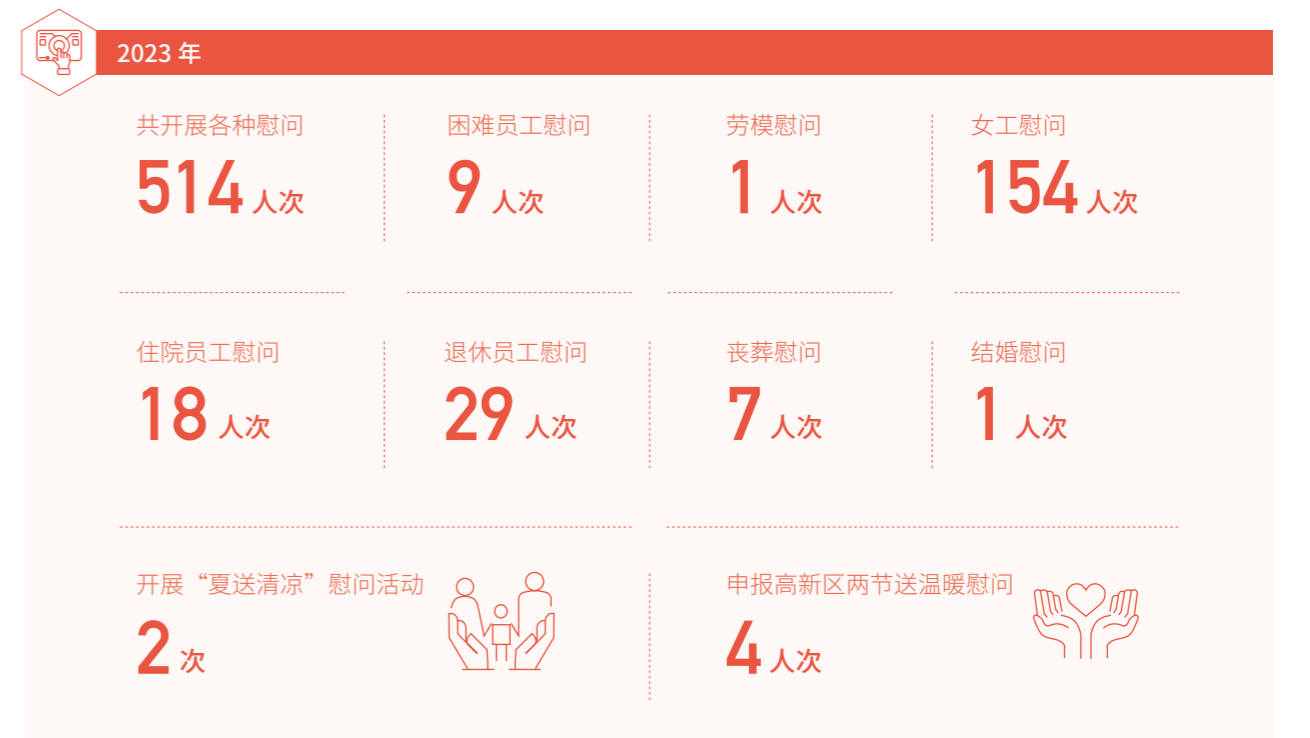 2023 年
共开展各种慰问
514 人次
困难员工慰问
9 人次
劳模慰问
1 人次
女工慰问
154 人次
住院员工慰问
18 人次
退休员工慰问
29 人次
丧葬慰问
7 人次
结婚慰问
1 人次
开展“夏送清凉”慰问活动
2 次
申报高新区两节送温暖慰问
4 人次